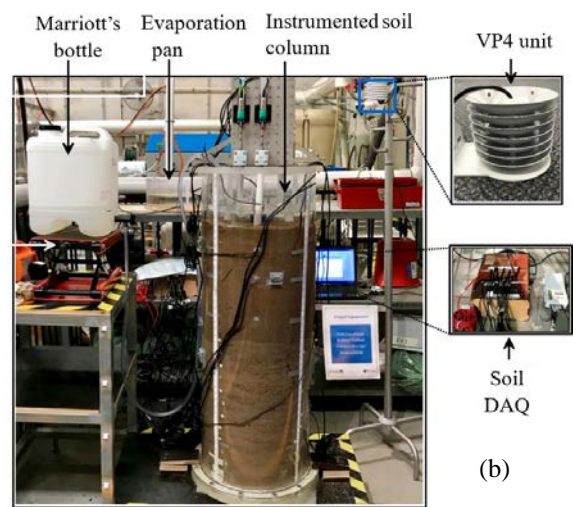 Marriott's
bottle
Evaporation
pan
Instrumented soil
column
VP4 unit
Soil
DAQ
(b)